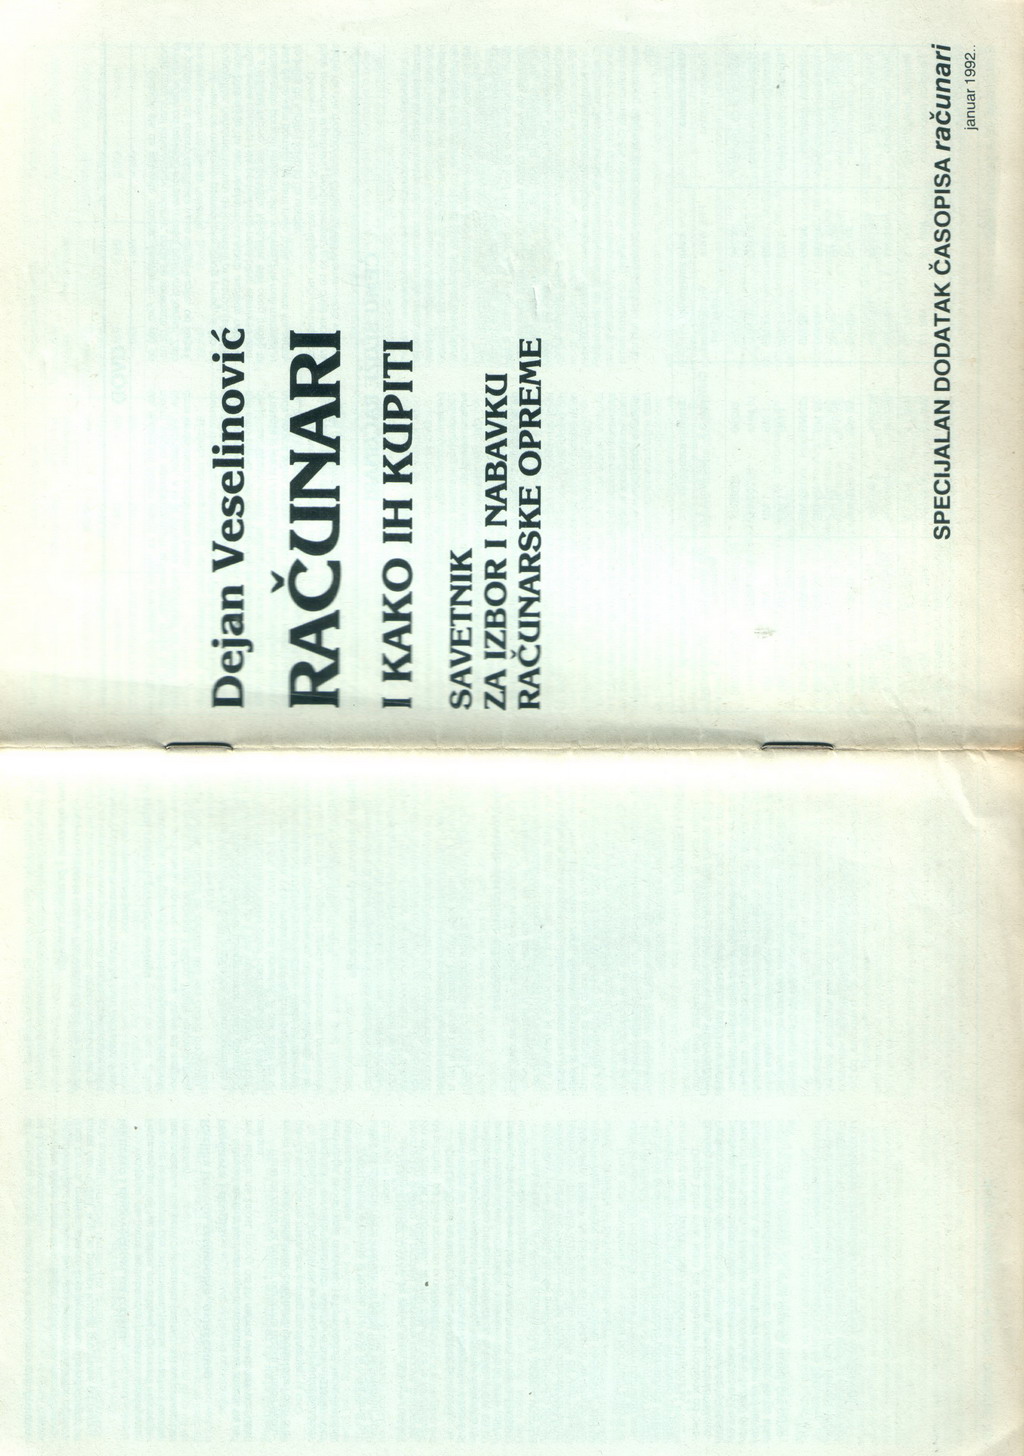 Dejan Veselinović
RAČUNARI
I KAKO IH KUPITI
SAVETNIK
ZA IZBOR I NABAVKU
RAČUNARSKE OPREME
SPECIJALAN DODATAK ČASOPISA računari
januar 1992..